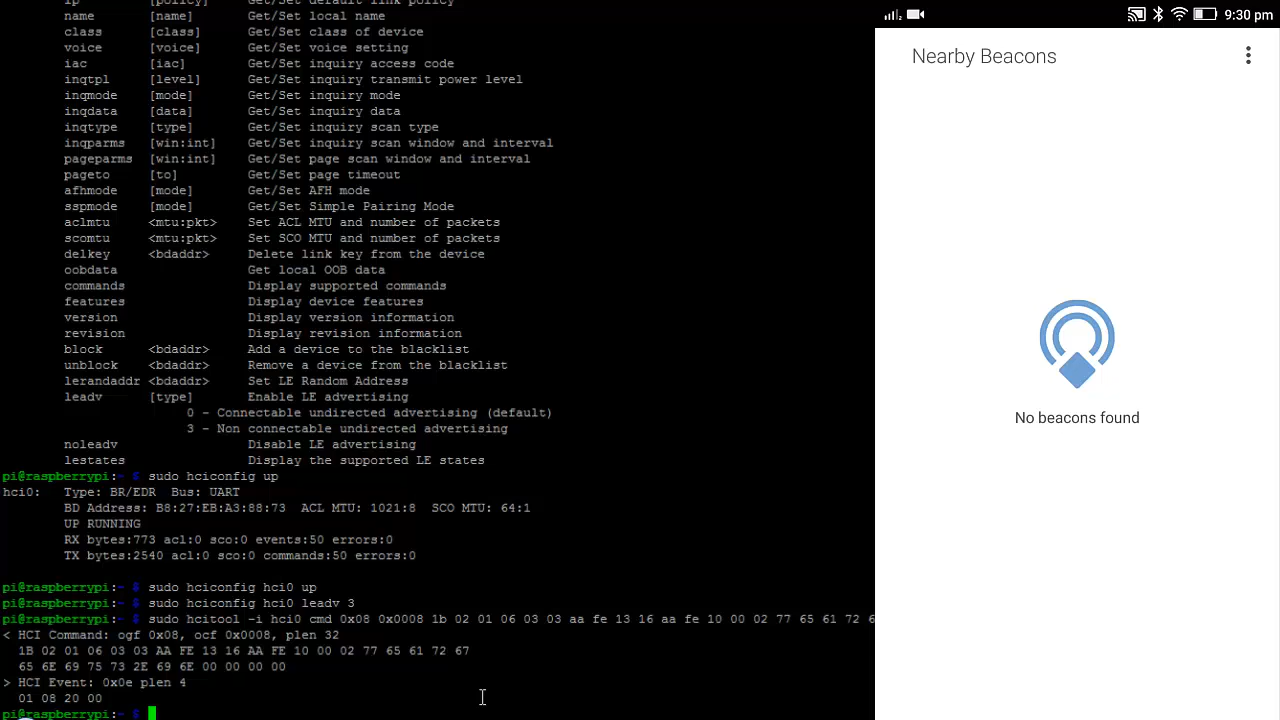 lp [policy] Get/Set default link policy
name [name] Get/Set local name
class [class] Get/Set class of device
voice [voice] Get/Set voice setting
iac [iac] Get/Set inquiry access code
inqtpl [level] Get/Set inquiry transmit power level
inqmode [mode] Get/Set inquiry mode
inqdata [data] Get/Set inquiry data
inqtype [type] Get/Set inquiry scan type
inqparms [win:int] Get/Set inquiry scan window and interval
pageparms [win:int] Get/Set page scan window and interval
pageto [to] Get/Set page timeout
afhmode [mode] Get/Set AFH mode
sspmode [mode] Get/Set Simple Pairing Mode
aclmtu <mtu:pkt> Set ACL MTU and number of packets
scomtu <mtu:pkt> Set SCO MTU and number of packets
delkey <bdaddr> Delete link key from the device
oobdata Get local OOB data
commands Display supported commands
features Display device features
version Display version information
revision Display revision information
block <bdaddr> Add a device to the blacklist
unblock <bdaddr> Remove a device from the blacklist
lerandaddr <bdaddr> Set LE Random Address
leadv [type] Enable LE advertising
0 - Connectable undirected advertising (default)
3 - Non connectable undirected advertising
noleadv Disable LE advertising
lestates Display the supported LE states
pi@raspberrypi:~ $ sudo hciconfig up
hci0: Type: BR/EDR Bus: UART
BD Address: B8:27:EB:A3:88:73 ACL MTU: 1021:8 SCO MTU: 64:1
UP RUNNING
RX bytes:773 acl:0 sco:0 events:50 errors:0
TX bytes:2540 acl:0 sco:0 commands:50 errors:0
pi@raspberrypi:~ $ sudo hciconfig hci0 up
pi@raspberrypi:~ $ sudo hciconfig hci0 leadv 3
pi@raspberrypi:~ $ sudo hcitool -i hci0 cmd 0x08 0x0008 1b 02 01 06 03 03 aa fe 13 16 aa fe 10 00 02 77 65 61 72 6
< HCI Command: ogf 0x08, ocf 0x0008, plen 32
1B 02 01 06 03 03 AA FE 13 16 AA FE 10 00 02 77 65 61 72 67
65 6E 69 75 73 2E 69 6E 00 00 00 00
> HCI Event: 0x0e plen 4
01 08 20 00
pi@raspberrypi:~ $
9:30 pm
Nearby Beacons
No beacons found